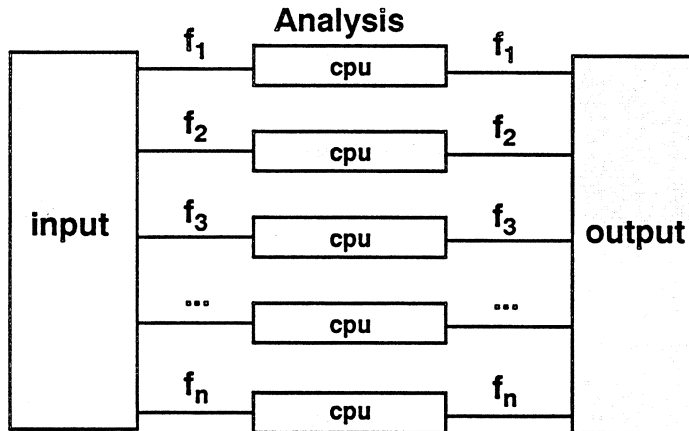 Analysis
f1 cpu f1
f2 cpu f2
f3 cpu f3
input output
... cpu ...
fn cpu fn